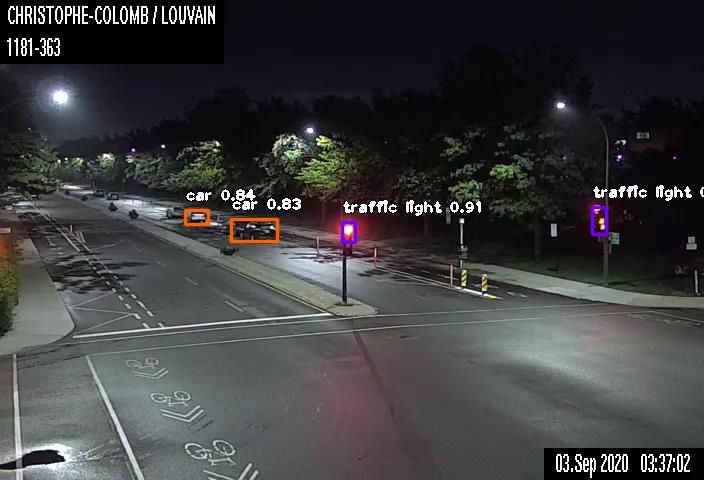 CHRISTOPHE-COLOMB / LOUVAIN
1181-363
car 0.84
car 0.83
traffic light 0.91
traffic light
03.Sep 2020 03:37:02